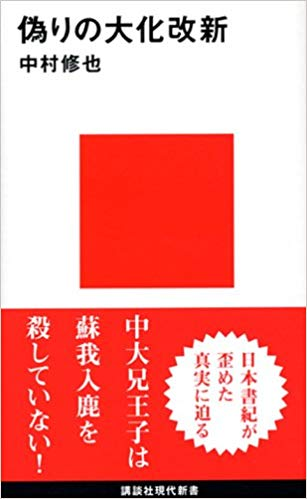 偽りの大化改新
中村修也
中大兄王子は
蘇我入鹿を
殺していない!
日本書紀が
歪めた
真実に迫る
講談社現代新書